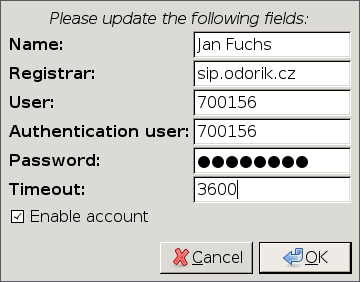 Please update the following fields:
Name: Jan Fuchs
Registrar: sip.odorik.cz
User: 700156
Authentication user: 700156
Password: ●●●●●●●●
Timeout: 3600
Enable account
Cancel OK